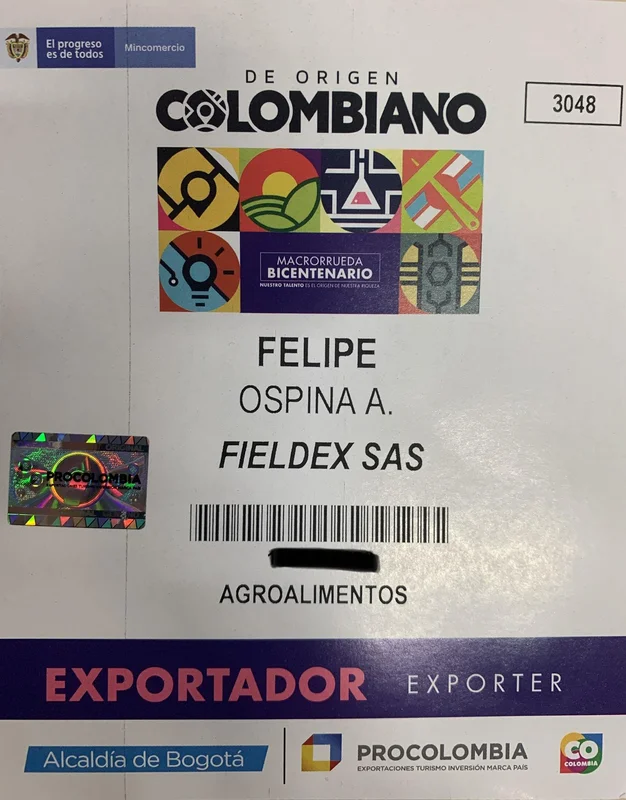 El progreso
es de todos
Mincomercio
DE ORIGEN
COLOMBIANO
3048
MACRORRUEDA
BICENTENARIO
NUESTRO TALENTO ES EL ORIGEN DE NUESTRA RIQUEZA
FELIPE
OSPINA A.
FIELDEX SAS
PROCOLOMBIA
AGROALIMENTOS
EXPORTADOR EXPORTER
Alcaldía de Bogotá
PROCOLOMBIA
EXPORTACIONES TURISMO INVERSIÓN MARCA PAÍS
CO
COLOMBIA